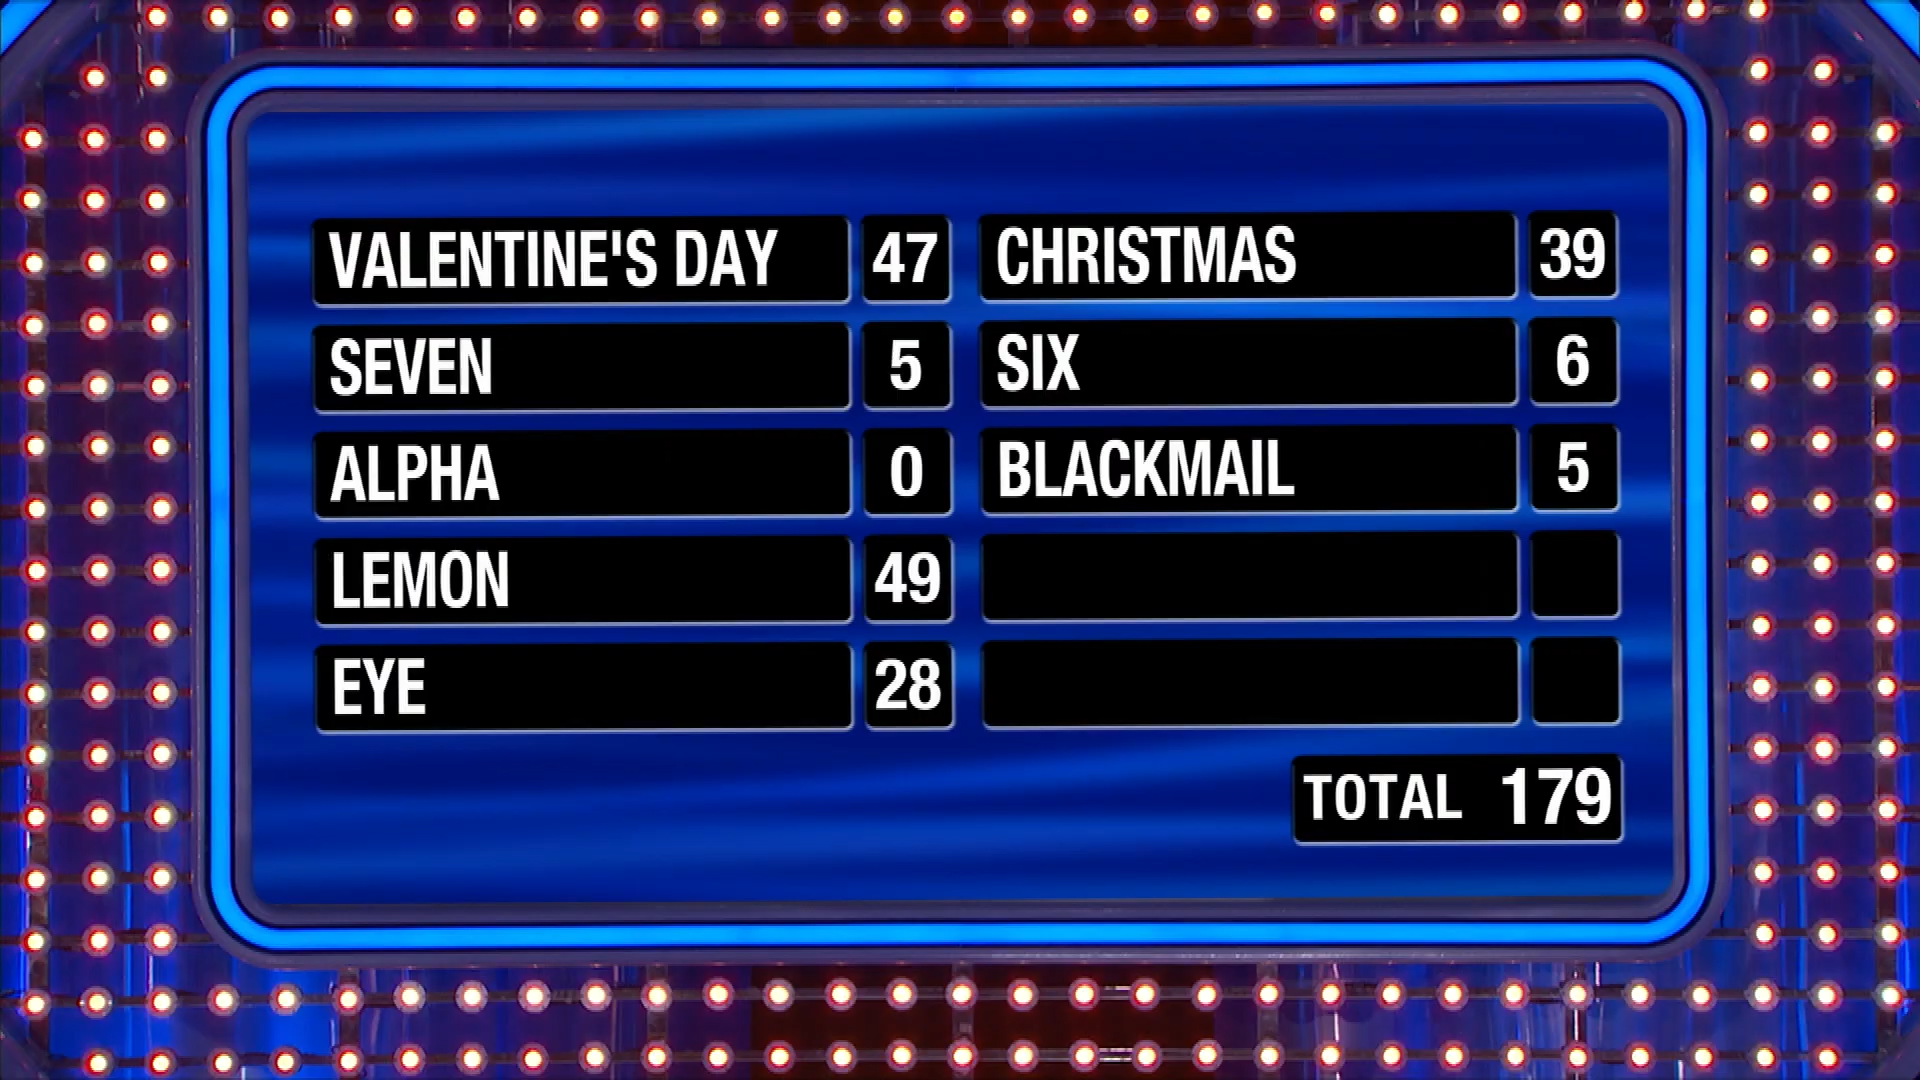 VALENTINE'S DAY 47 CHRISTMAS 39
SEVEN 5 SIX 6
ALPHA 0 BLACKMAIL 5
LEMON 49
EYE 28
TOTAL 179